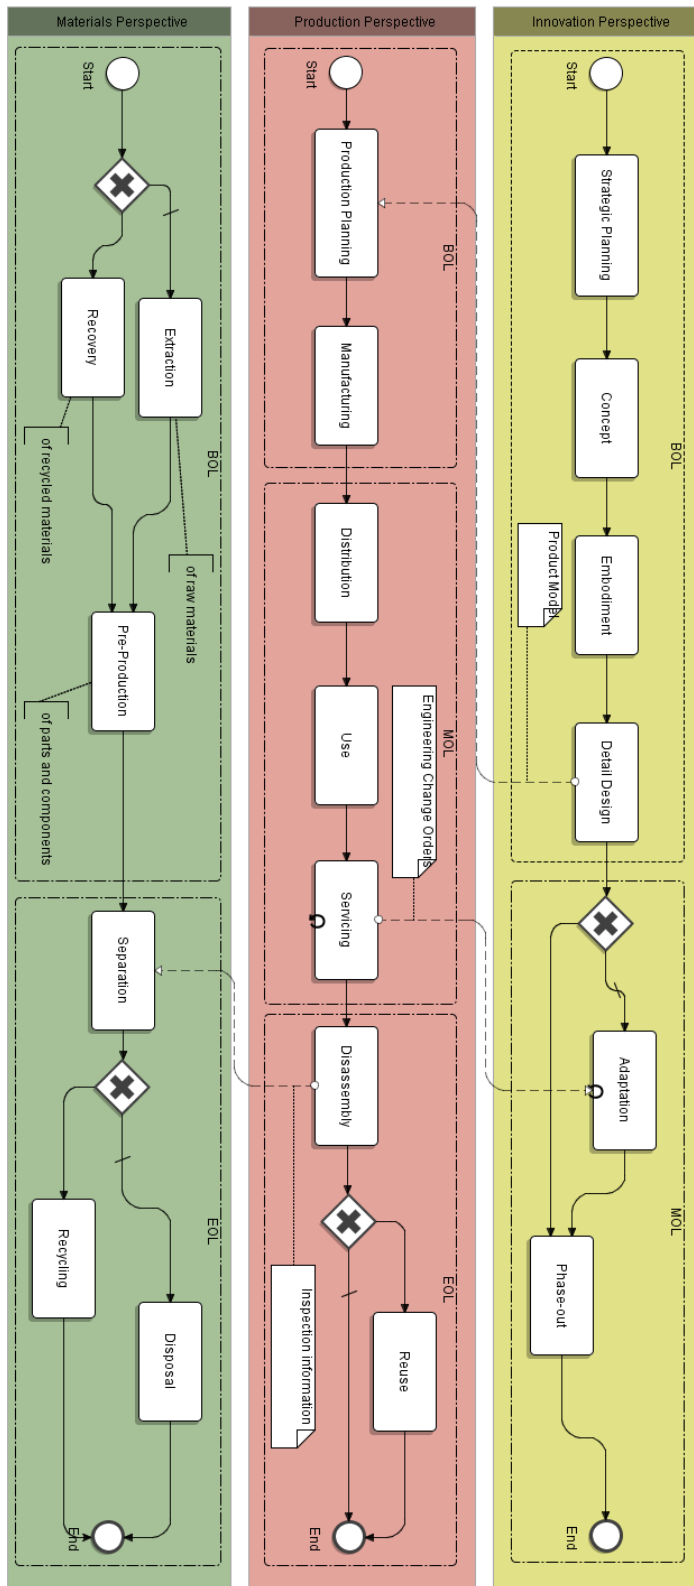 Materials Perspective
Start
Recovery
Extraction
of recycled materials
of raw materials
BOL
Pre-Production
of parts and components
Separation
Recycling
Disposal
EOL
End
Production Perspective
Start
Production Planning
Manufacturing
BOL
Distribution
Use
Servicing
MOL
Engineering Change Orders
Disassembly
Reuse
EOL
Inspection information
End
Innovation Perspective
Start
Strategic Planning
Concept
Embodiment
Detail Design
BOL
Product Model
Adaptation
Phase-out
MOL
End